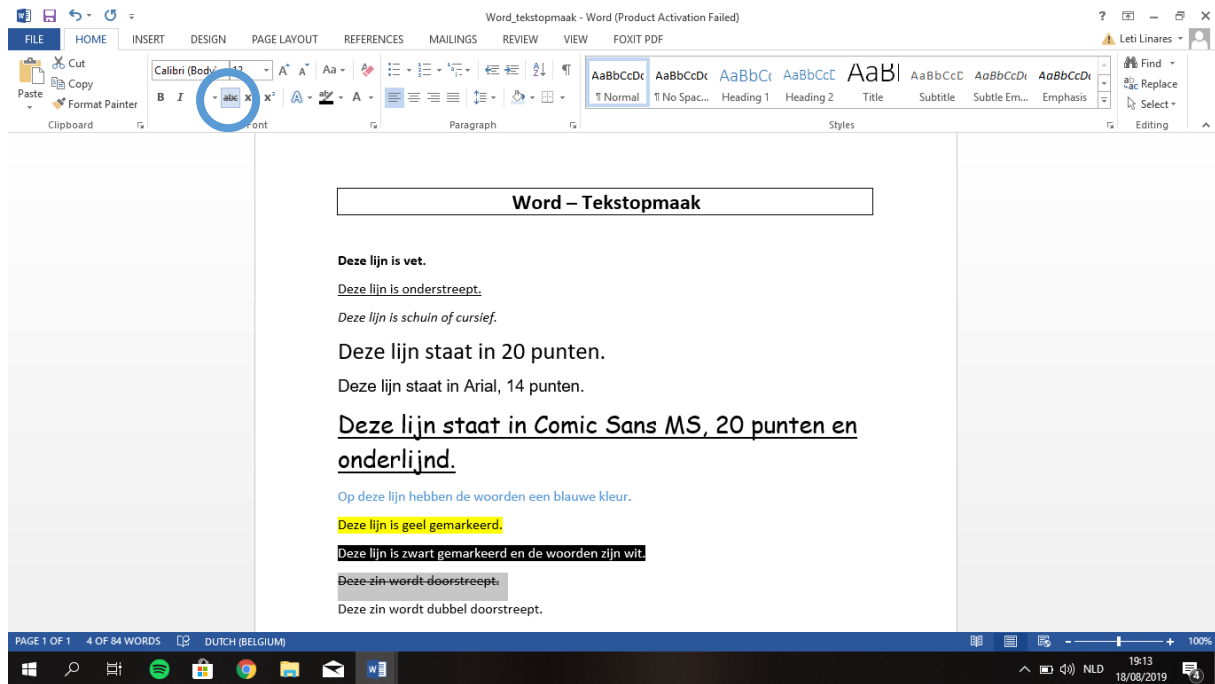 Word_tekstopmaak - Word (Product Activation Failed)
FILE HOME INSERT DESIGN PAGE LAYOUT REFERENCES MAILINGS REVIEW VIEW FOXIT PDF Leti Linares
Cut
Copy
Paste
Format Painter
Calibri (Body) 12
B I abc
AaBbCcDc AaBbCcDc AaBbCc AaBbCcD AaBl AaBbCcD AaBbCcDc AaBbCcDc
¶ Normal ¶ No Spac... Heading 1 Heading 2 Title Subtitle Subtle Em... Emphasis
Find
Replace
Select
Clipboard Font Paragraph Styles Editing
Word – Tekstopmaak
Deze lijn is vet.
Deze lijn is onderstreept.
Deze lijn is schuin of cursief.
Deze lijn staat in 20 punten.
Deze lijn staat in Arial, 14 punten.
Deze lijn staat in Comic Sans MS, 20 punten en
onderlijnd.
Op deze lijn hebben de woorden een blauwe kleur.
Deze lijn is geel gemarkeerd.
Deze lijn is zwart gemarkeerd en de woorden zijn wit.
Deze zin wordt doorstreept.
Deze zin wordt dubbel doorstreept.
PAGE 1 OF 1 4 OF 84 WORDS DUTCH (BELGIUM) 100%
NLD
19:13
18/08/2019
4